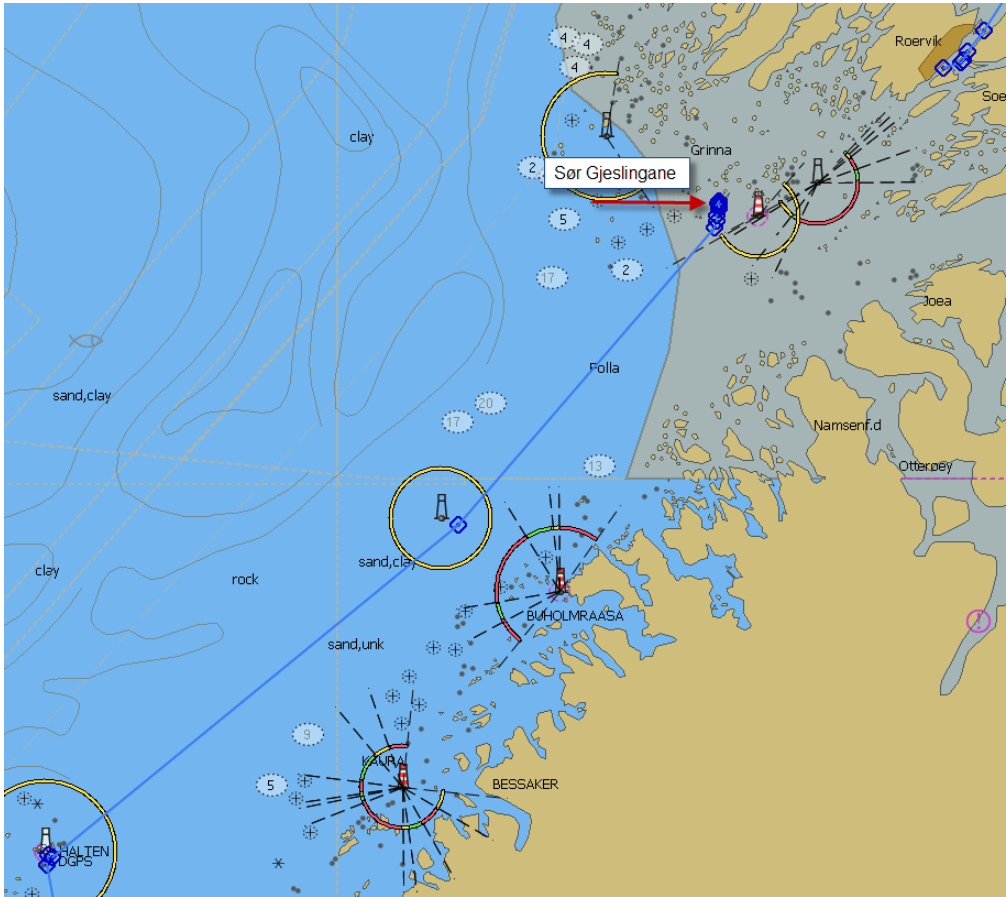 Roervik
4
4
4
clay
Soe
Grinna
2
Sør Gjeslingane
5
2
17
Joea
Folla
sand,clay
20
17
Namsenf.d
13
Otterøey
clay
sand,clay
rock
BUHOLMRAASA
sand,unk
9
KAURA
5
BESSAKER
HALTEN
DGPS